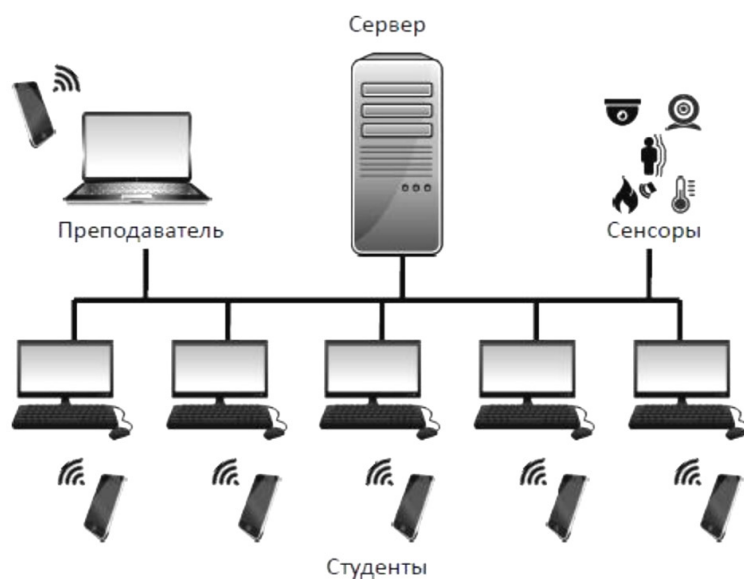 Сервер
Преподаватель
Сенсоры
Студенты